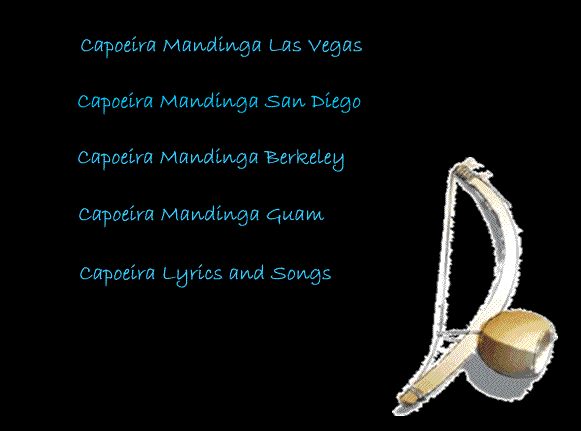 Capoeira Mandinga Las Vegas
Capoeira Mandinga San Diego
Capoeira Mandinga Berkeley
Capoeira Mandinga Guam
Capoeira Lyrics and Songs